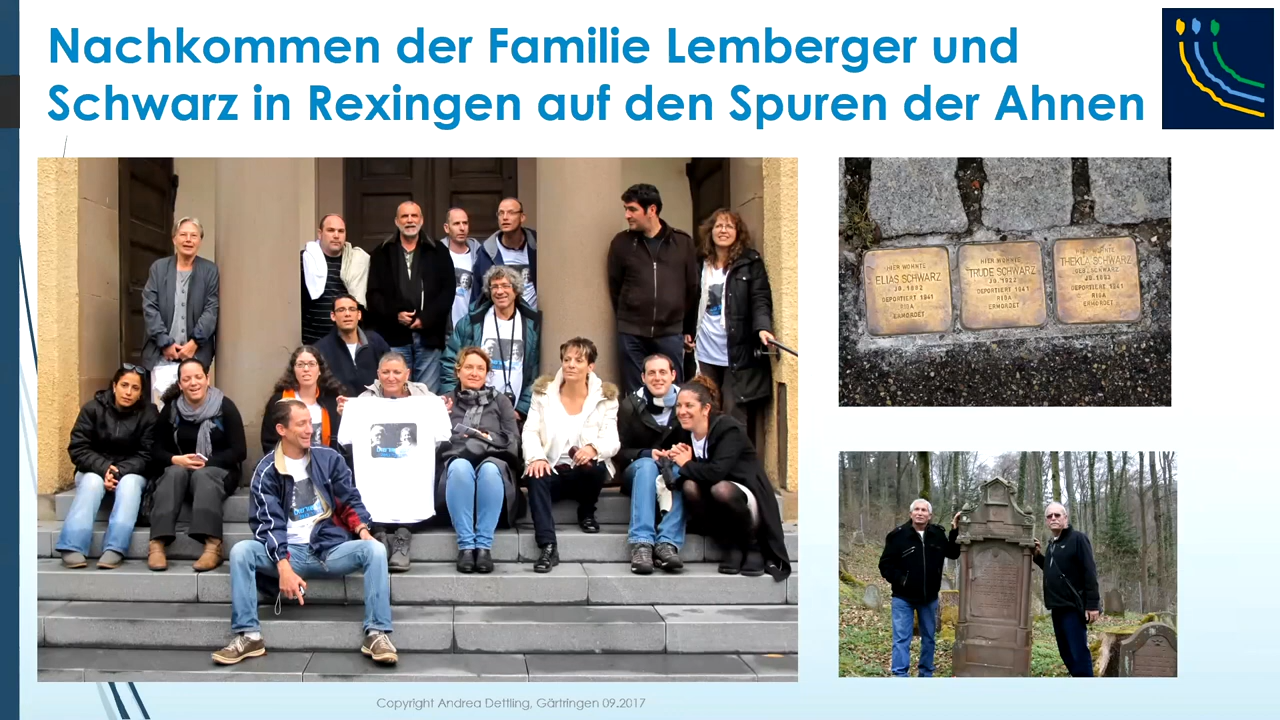 Nachkommen der Familie Lemberger und
Schwarz in Rexingen auf den Spuren der Ahnen
HIER WOHNTE
ELIAS SCHWARZ
JG. 1882
DEPORTIERT 1941
RIGA
ERMORDET
HIER WOHNTE
TRUDE SCHWARZ
JG. 1922
DEPORTIERT 1941
RIGA
ERMORDET
HIER WOHNTE
THEKLA SCHWARZ
GEB. SCHWARZ
JG. 1883
DEPORTIERT 1941
RIGA
ERMORDET
Copyright Andrea Dettling, Gärtringen 09.2017